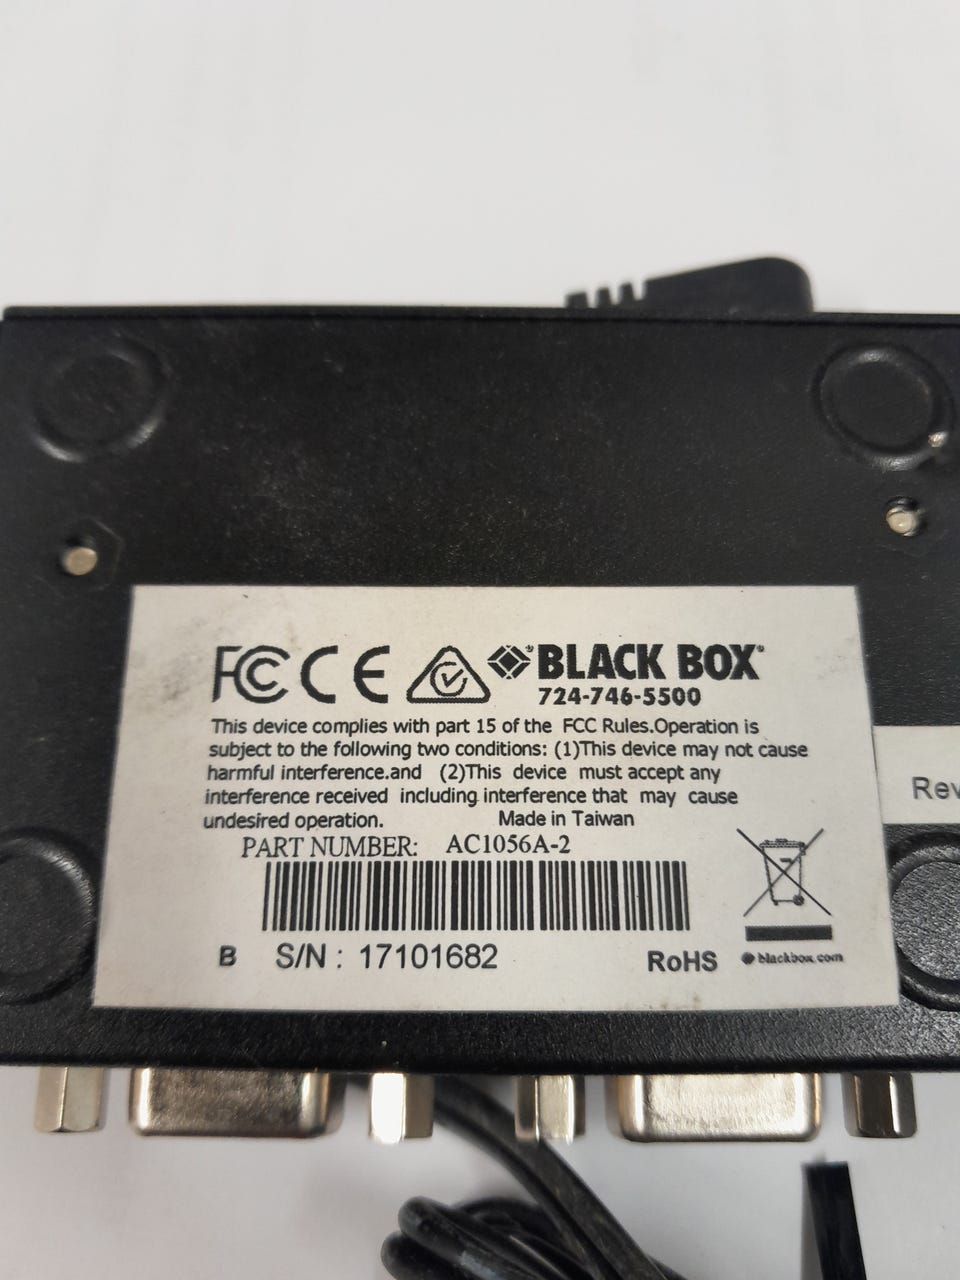 FCC CE BLACK BOX®
724-746-5500
This device complies with part 15 of the FCC Rules.Operation is
subject to the following two conditions: (1)This device may not cause
harmful interference.and (2)This device must accept any
interference received including interference that may cause
undesired operation. Made in Taiwan
PART NUMBER: AC1056A-2
B S/N : 17101682 RoHS blackbox.com
Rev